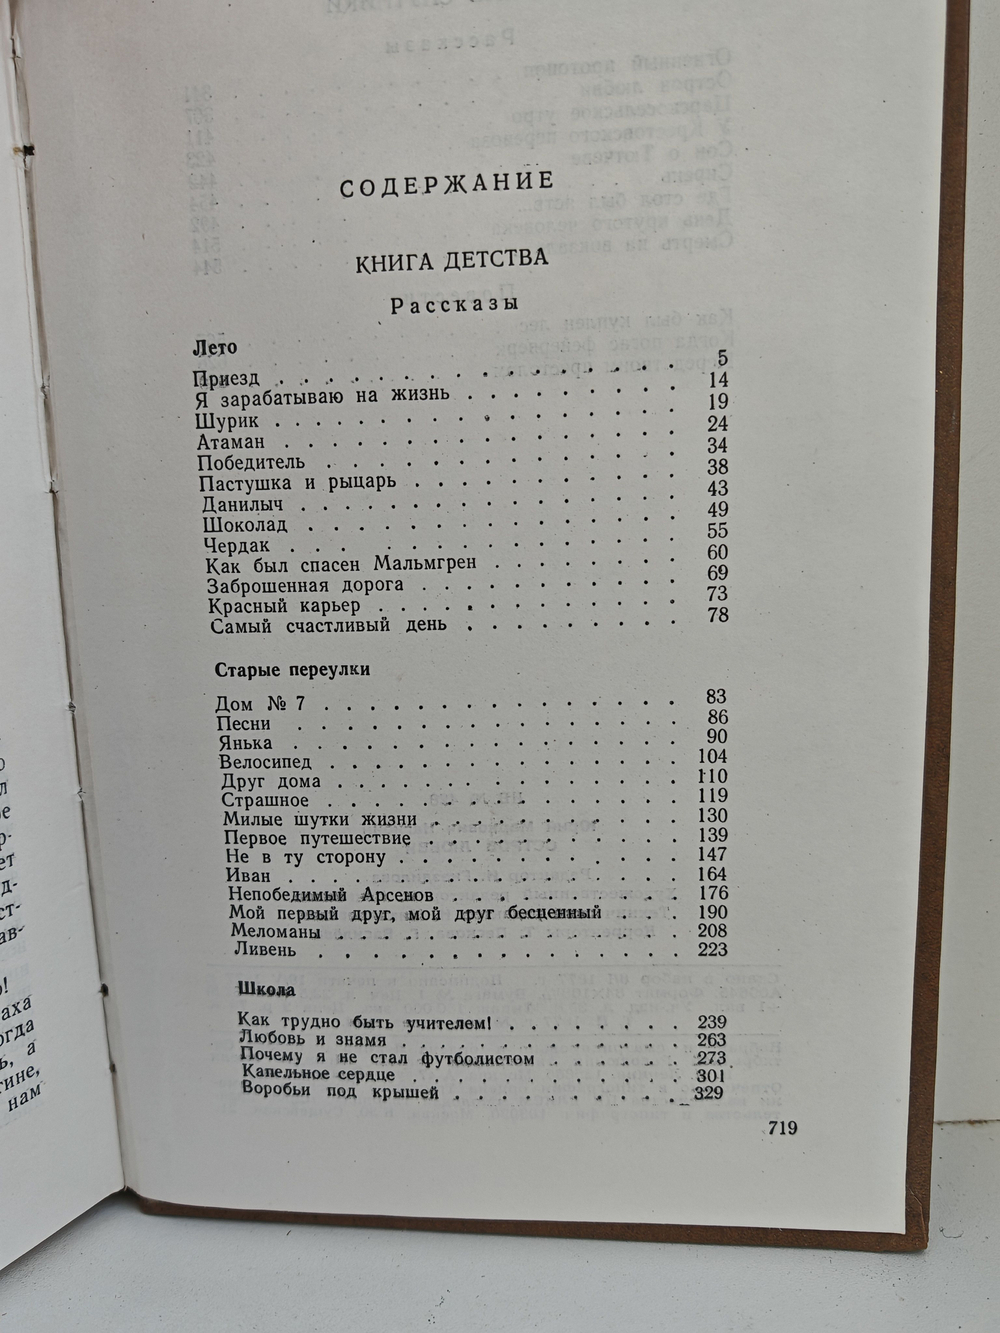 СОДЕРЖАНИЕ
КНИГА ДЕТСТВА
Рассказы
Лето
Приезд . . . . . . . . . . . . . . . 5
Я зарабатываю на жизнь . . . . . . . . 14
Шурик . . . . . . . . . . . . . . . 19
Атаман . . . . . . . . . . . . . . . 24
Победитель . . . . . . . . . . . . . 34
Пастушка и рыцарь . . . . . . . . . . 38
Данилыч . . . . . . . . . . . . . . 43
Шоколад . . . . . . . . . . . . . . 49
Чердак . . . . . . . . . . . . . . . 55
Как был спасен Мальмгрен . . . . . . . 60
Заброшенная дорога . . . . . . . . . . 69
Красный карьер . . . . . . . . . . . . 73
Самый счастливый день . . . . . . . . . 78
Старые переулки
Дом № 7 . . . . . . . . . . . . . . 83
Песни . . . . . . . . . . . . . . . 86
Янька . . . . . . . . . . . . . . . 90
Велосипед . . . . . . . . . . . . . . 104
Друг дома . . . . . . . . . . . . . . 110
Страшное . . . . . . . . . . . . . . 119
Милые шутки жизни . . . . . . . . . . 130
Первое путешествие . . . . . . . . . . 139
Не в ту сторону . . . . . . . . . . . 147
Иван . . . . . . . . . . . . . . . 164
Непобедимый Арсенов . . . . . . . . . 176
Мой первый друг, мой друг бесценный . . . 190
Меломаны . . . . . . . . . . . . . . 208
Ливень . . . . . . . . . . . . . . . 223
Школа
Как трудно быть учителем! . . . . . . . . 239
Любовь и знамя . . . . . . . . . . . . 263
Почему я не стал футболистом . . . . . . 273
Капельное сердце . . . . . . . . . . . 301
Воробьи под крышей . . . . . . . . . . 329
719